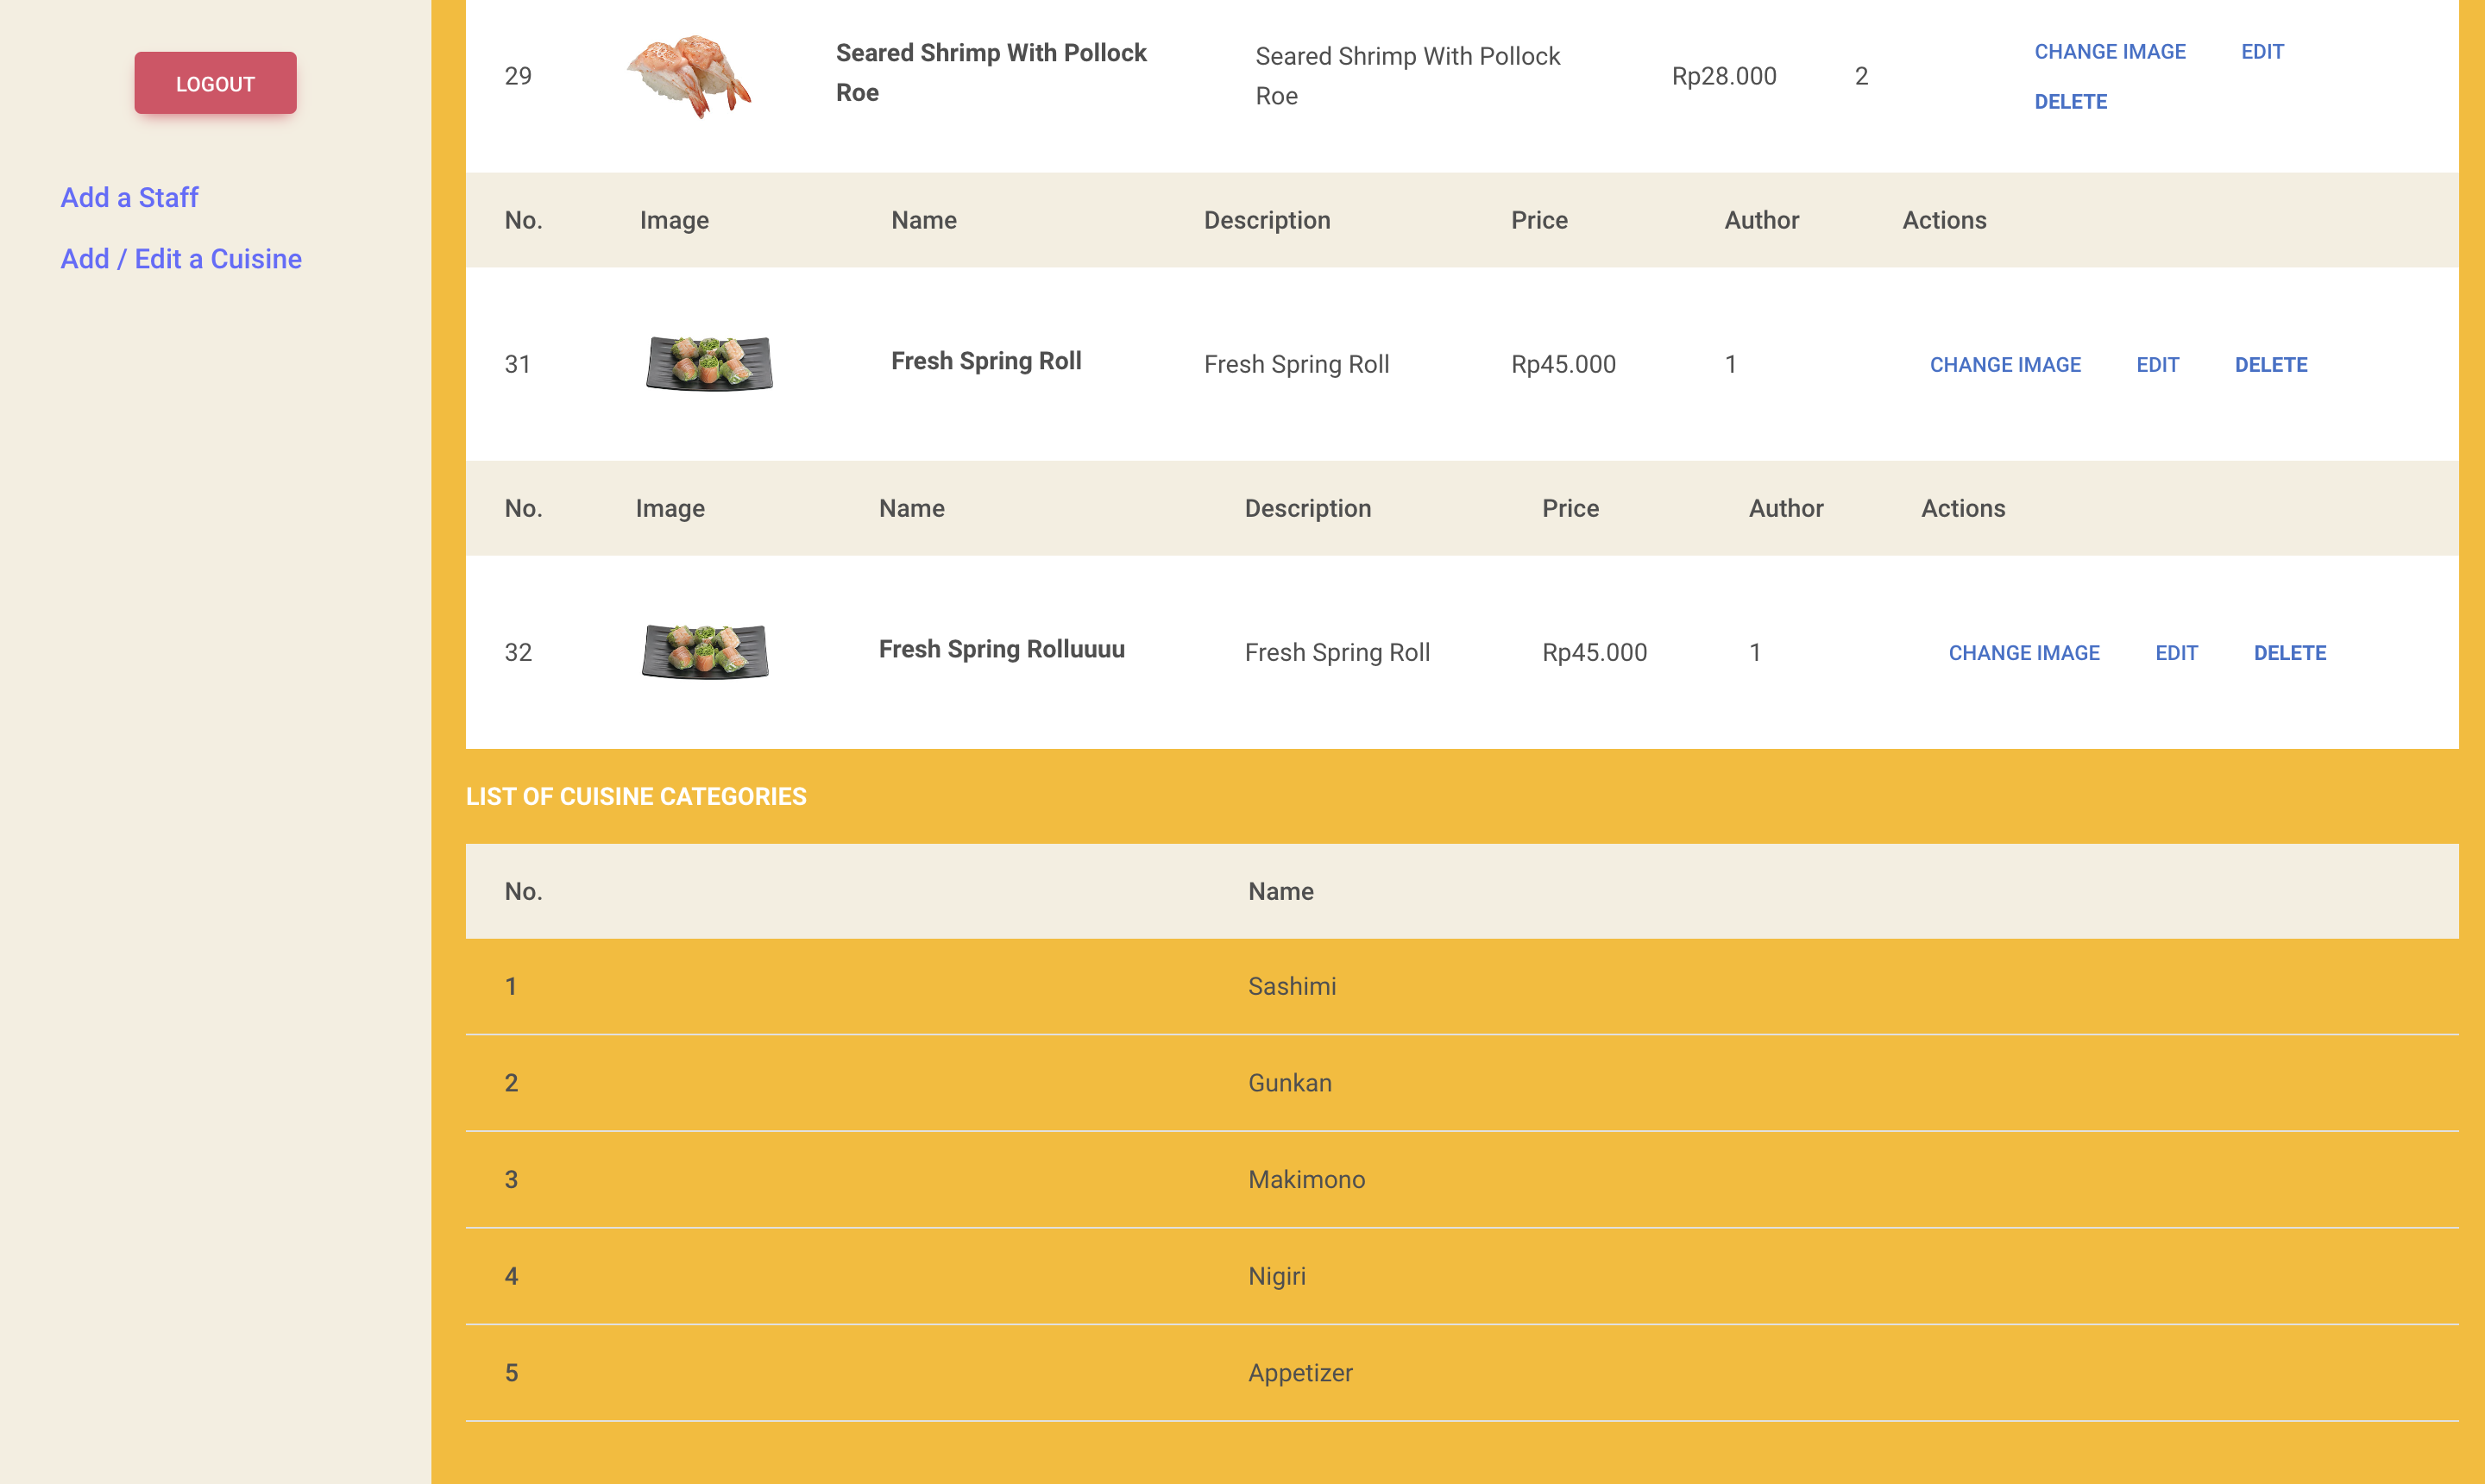 LOGOUT
Add a Staff
Add / Edit a Cuisine
29 Seared Shrimp With Pollock Roe Seared Shrimp With Pollock Roe Rp28.000 2 CHANGE IMAGE EDIT DELETE
No. Image Name Description Price Author Actions
31 Fresh Spring Roll Fresh Spring Roll Rp45.000 1 CHANGE IMAGE EDIT DELETE
No. Image Name Description Price Author Actions
32 Fresh Spring Rolluuuu Fresh Spring Roll Rp45.000 1 CHANGE IMAGE EDIT DELETE
LIST OF CUISINE CATEGORIES
No. Name
1 Sashimi
2 Gunkan
3 Makimono
4 Nigiri
5 Appetizer